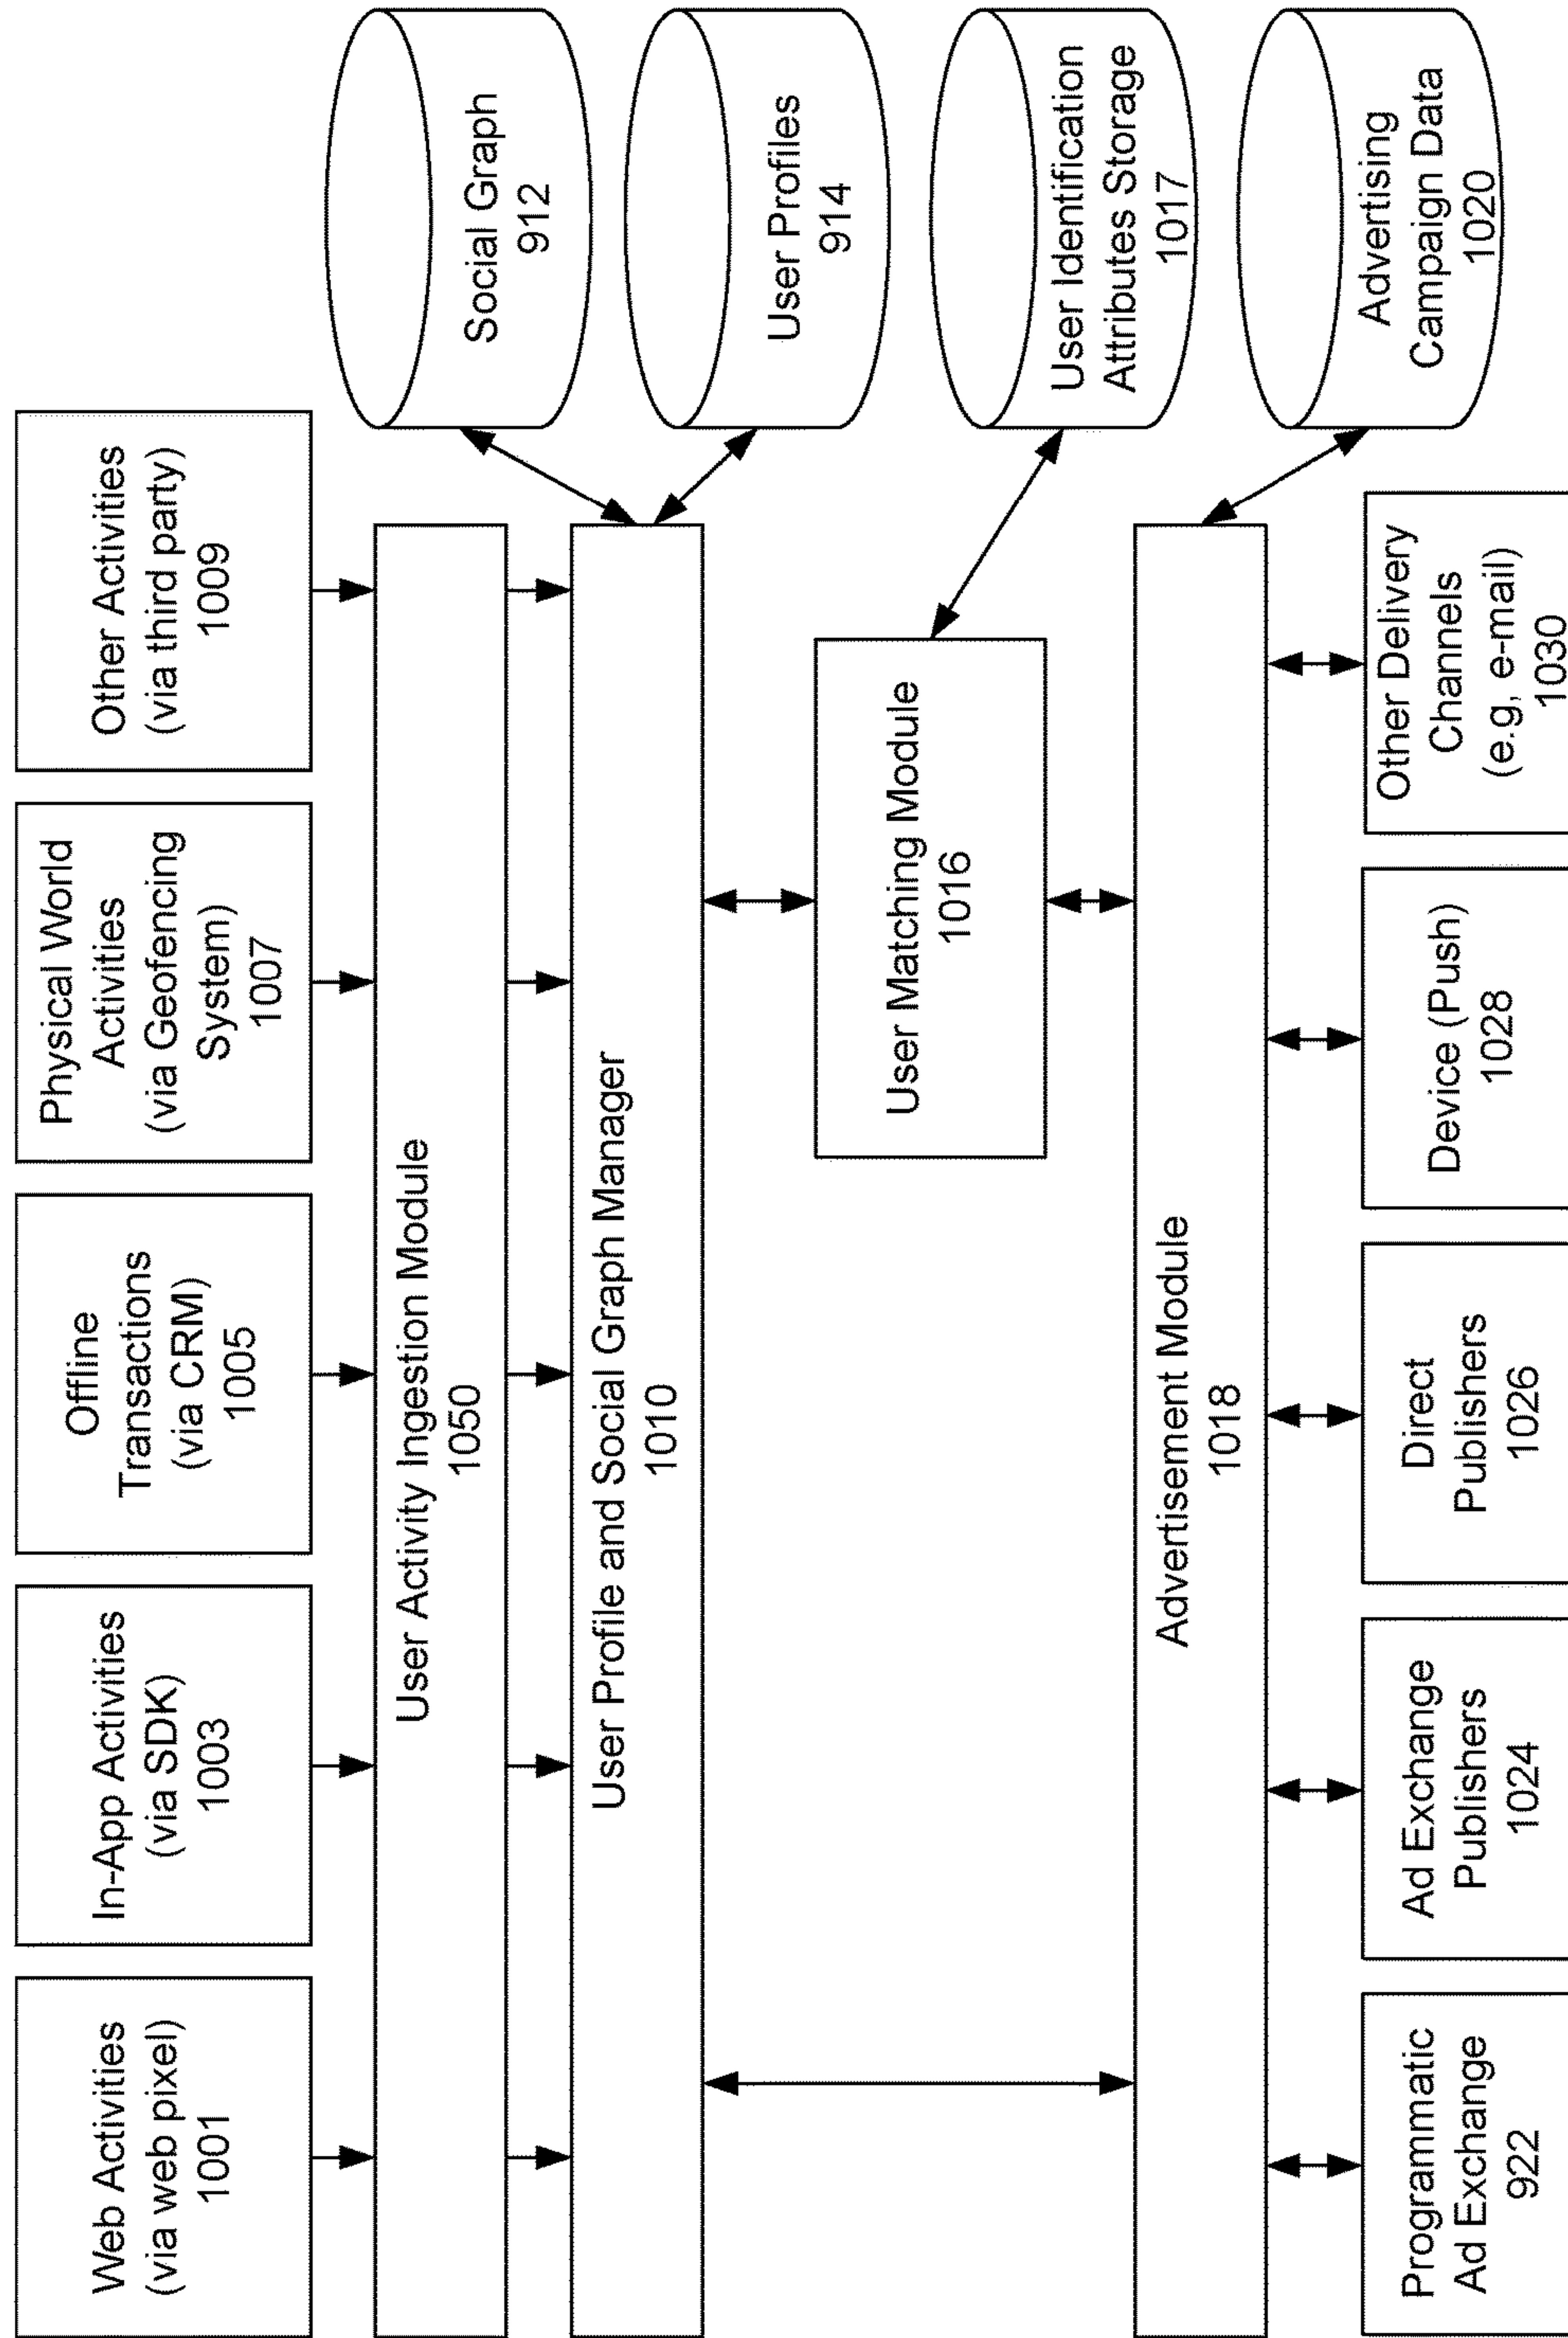 Web Activities
(via web pixel)
1001
In-App Activities
(via SDK)
1003
Offline
Transactions
(via CRM)
1005
Physical World
Activities
(via Geofencing
System)
1007
Other Activities
(via third party)
1009
User Activity Ingestion Module
1050
User Profile and Social Graph Manager
1010
Social Graph
912
User Profiles
914
User Matching Module
1016
User Identification
Attributes Storage
1017
Advertisement Module
1018
Advertising
Campaign Data
1020
Programmatic
Ad Exchange
922
Ad Exchange
Publishers
1024
Direct
Publishers
1026
Device (Push)
1028
Other Delivery
Channels
(e.g, e-mail)
1030